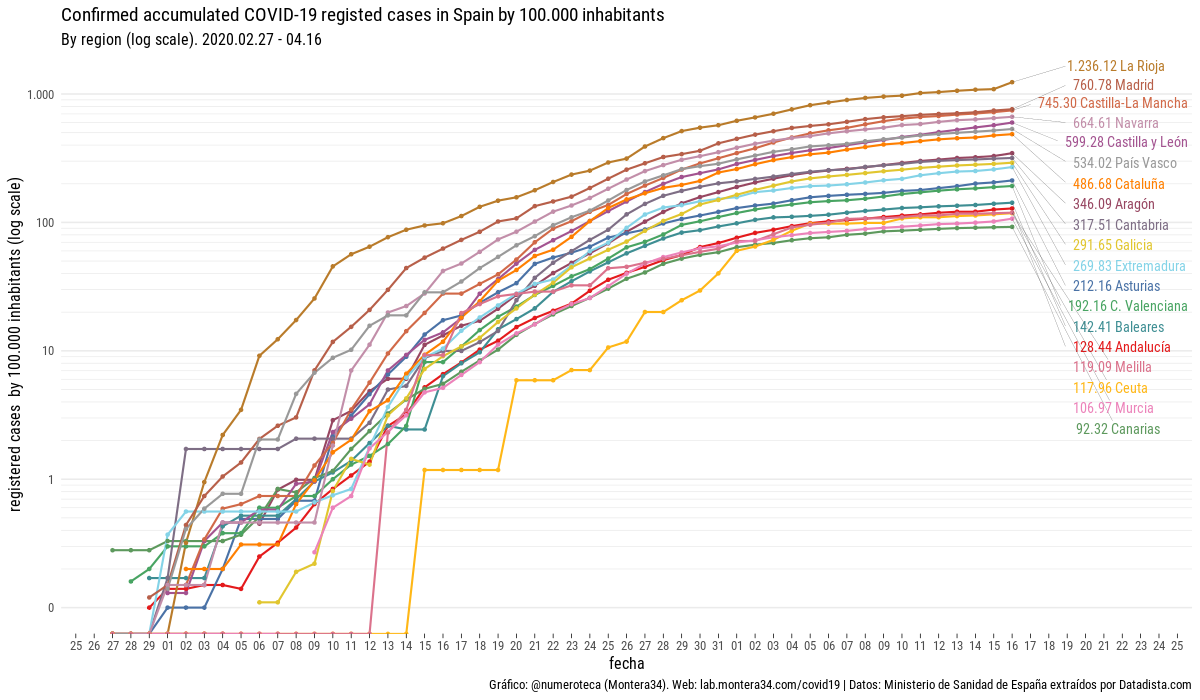 Confirmed accumulated COVID-19 registed cases in Spain by 100.000 inhabitants
By region (log scale). 2020.02.27 - 04.16
registered cases by 100.000 inhabitants (log scale)
1.000
100
10
1
0
1.236.12 La Rioja
760.78 Madrid
745.30 Castilla-La Mancha
664.61 Navarra
599.28 Castilla y León
534.02 País Vasco
486.68 Cataluña
346.09 Aragón
317.51 Cantabria
291.65 Galicia
269.83 Extremadura
212.16 Asturias
192.16 C. Valenciana
142.41 Baleares
128.44 Andalucía
119.09 Melilla
117.96 Ceuta
106.97 Murcia
92.32 Canarias
25 26 27 28 29 01 02 03 04 05 06 07 08 09 10 11 12 13 14 15 16 17 18 19 20 21 22 23 24 25 26 27 28 29 30 31 01 02 03 04 05 06 07 08 09 10 11 12 13 14 15 16 17 18 19 20 21 22 23 24 25
fecha
Gráfico: @numeroteca (Montera34). Web: lab.montera34.com/covid19 | Datos: Ministerio de Sanidad de España extraídos por Datadista.com